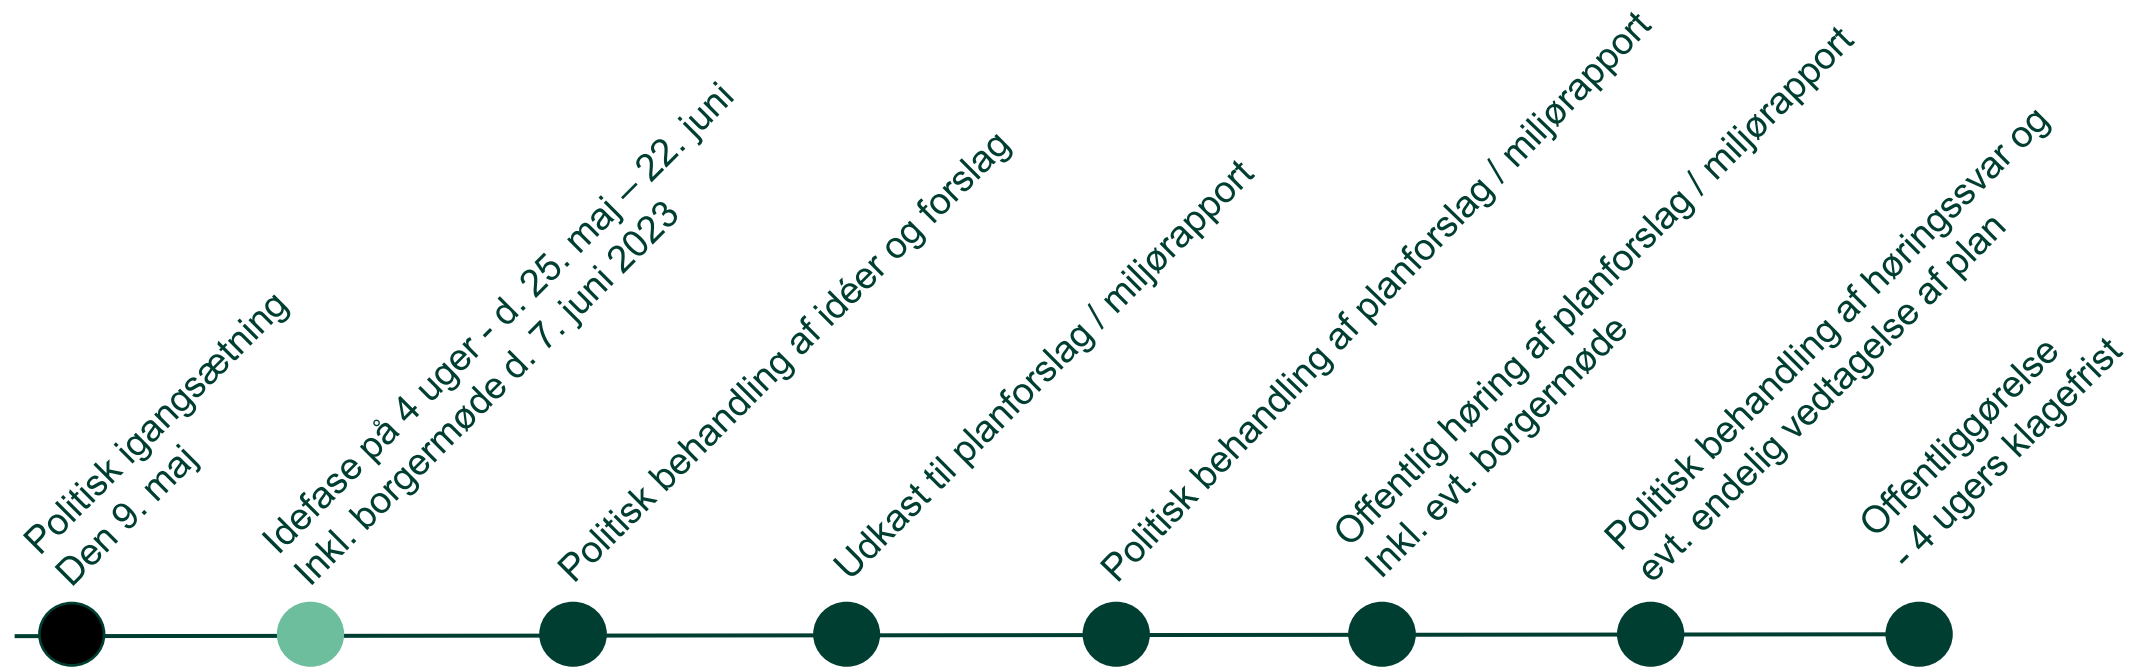 Politisk igangsætning
Den 9. maj
Idefase på 4 uger - d. 25. maj – 22. juni
Inkl. borgermøde d. 7. juni 2023
Politisk behandling af idéer og forslag
Udkast til planforslag / miljørapport
Politisk behandling af planforslag / miljørapport
Offentlig høring af planforslag / miljørapport
Inkl. evt. borgermøde
Politisk behandling af høringssvar og
evt. endelig vedtagelse af plan
Offentliggørelse
- 4 ugers klagefrist